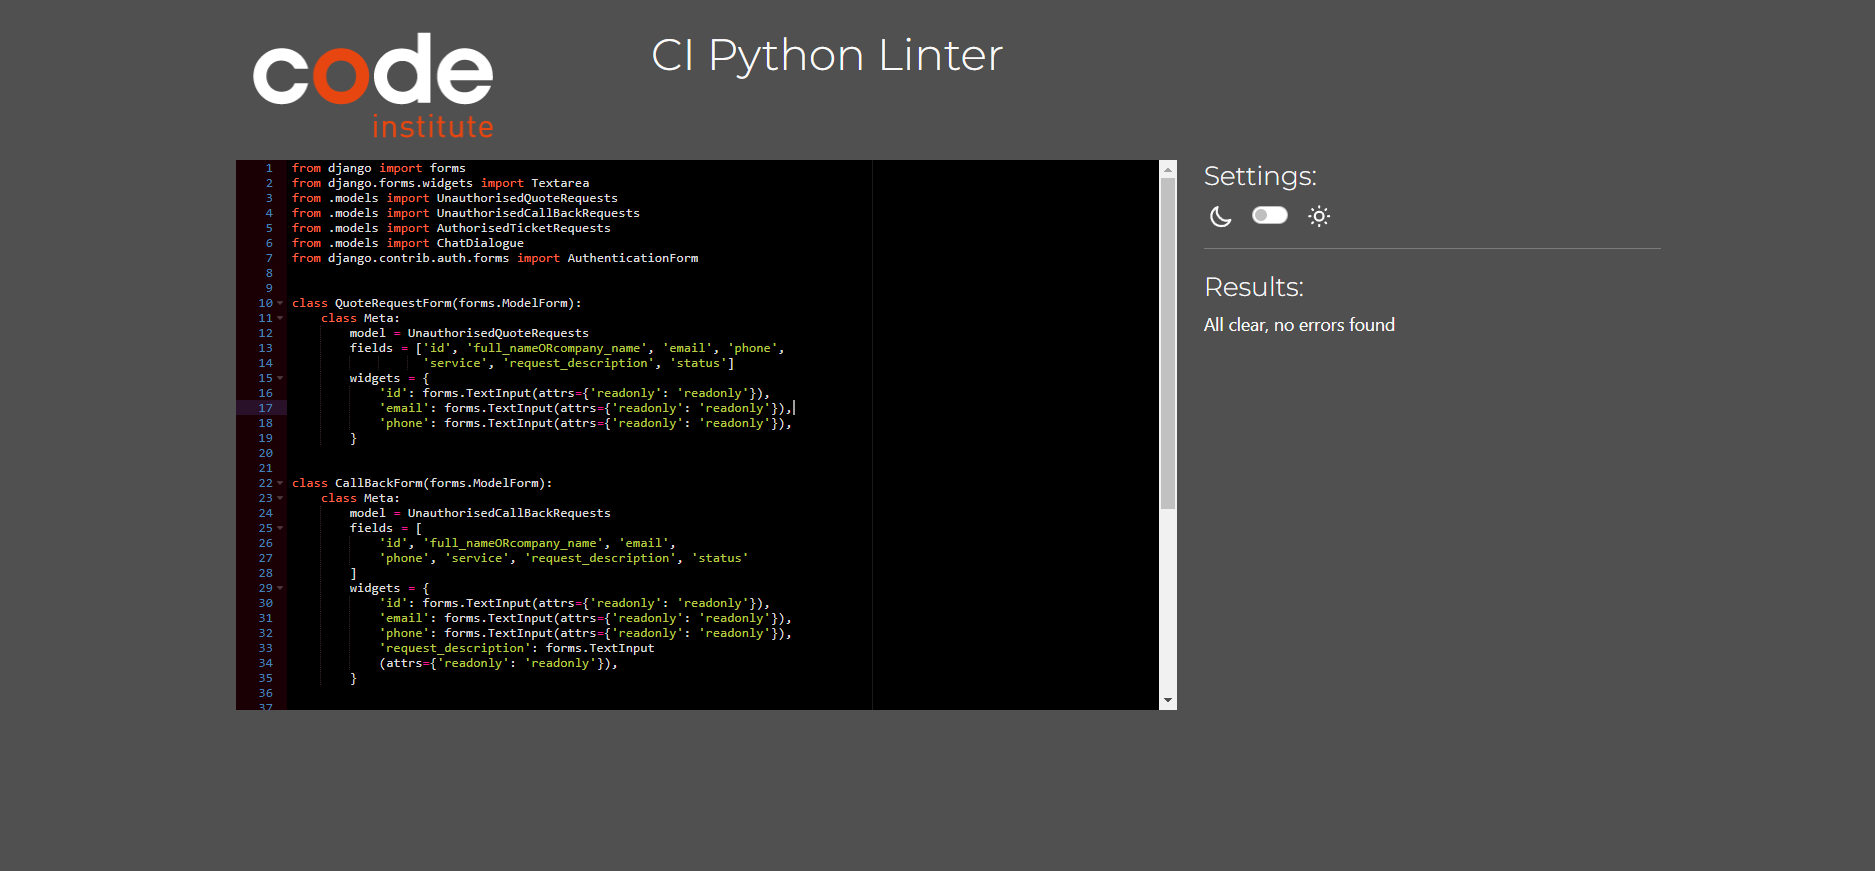 code
institute
CI Python Linter
1 from django import forms
2 from django.forms.widgets import Textarea
3 from .models import UnauthorisedQuoteRequests
4 from .models import UnauthorisedCallBackRequests
5 from .models import AuthorisedTicketRequests
6 from .models import ChatDialogue
7 from django.contrib.auth.forms import AuthenticationForm
8
9
10 class QuoteRequestForm(forms.ModelForm):
11     class Meta:
12         model = UnauthorisedQuoteRequests
13         fields = ['id', 'full_nameORcompany_name', 'email', 'phone',
14                   'service', 'request_description', 'status']
15         widgets = {
16             'id': forms.TextInput(attrs={'readonly': 'readonly'}),
17             'email': forms.TextInput(attrs={'readonly': 'readonly'}),
18             'phone': forms.TextInput(attrs={'readonly': 'readonly'}),
19         }
20
21
22 class CallBackForm(forms.ModelForm):
23     class Meta:
24         model = UnauthorisedCallBackRequests
25         fields = [
26             'id', 'full_nameORcompany_name', 'email',
27             'phone', 'service', 'request_description', 'status'
28         ]
29         widgets = {
30             'id': forms.TextInput(attrs={'readonly': 'readonly'}),
31             'email': forms.TextInput(attrs={'readonly': 'readonly'}),
32             'phone': forms.TextInput(attrs={'readonly': 'readonly'}),
33             'request_description': forms.TextInput
34             (attrs={'readonly': 'readonly'}),
35         }
36
37
Settings:
Results:
All clear, no errors found